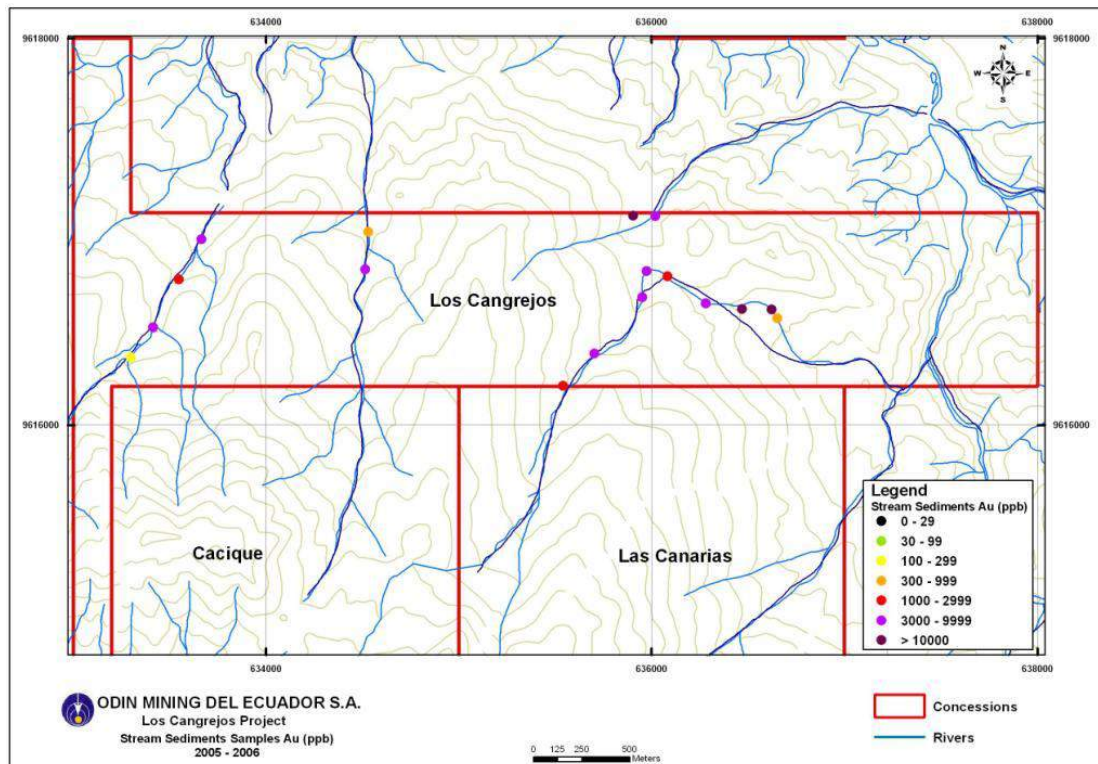 634000
636000
638000
9618000
9618000
N
W E
S
Los Cangrejos
9616000
9616000
Cacique
Las Canarias
Legend
Stream Sediments Au (ppb)
0 - 29
30 - 99
100 - 299
300 - 999
1000 - 2999
3000 - 9999
> 10000
634000
636000
638000
ODIN MINING DEL ECUADOR S.A.
Los Cangrejos Project
Stream Sediments Samples Au (ppb)
2005 - 2006
0 125 250 500
Meters
Concessions
Rivers